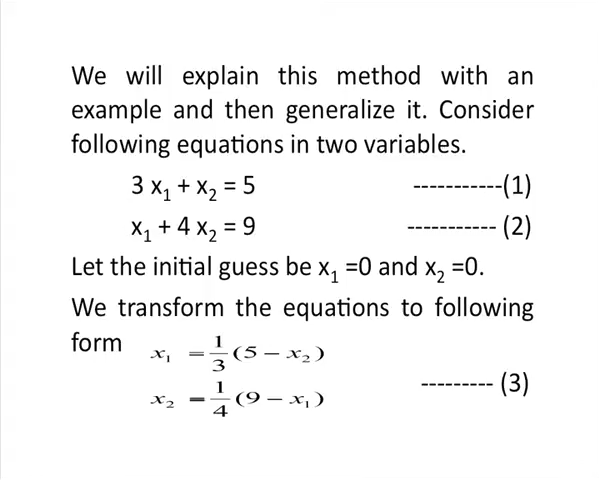 We will explain this method with an
example and then generalize it. Consider
following equations in two variables.
3 x₁ + x₂ = 5 -----------(1)
x₁ + 4 x₂ = 9 ----------- (2)
Let the initial guess be x₁ =0 and x₂ =0.
We transform the equations to following
form x₁ = 1/3 (5 − x₂)
x₂ = 1/4 (9 − x₁) --------- (3)